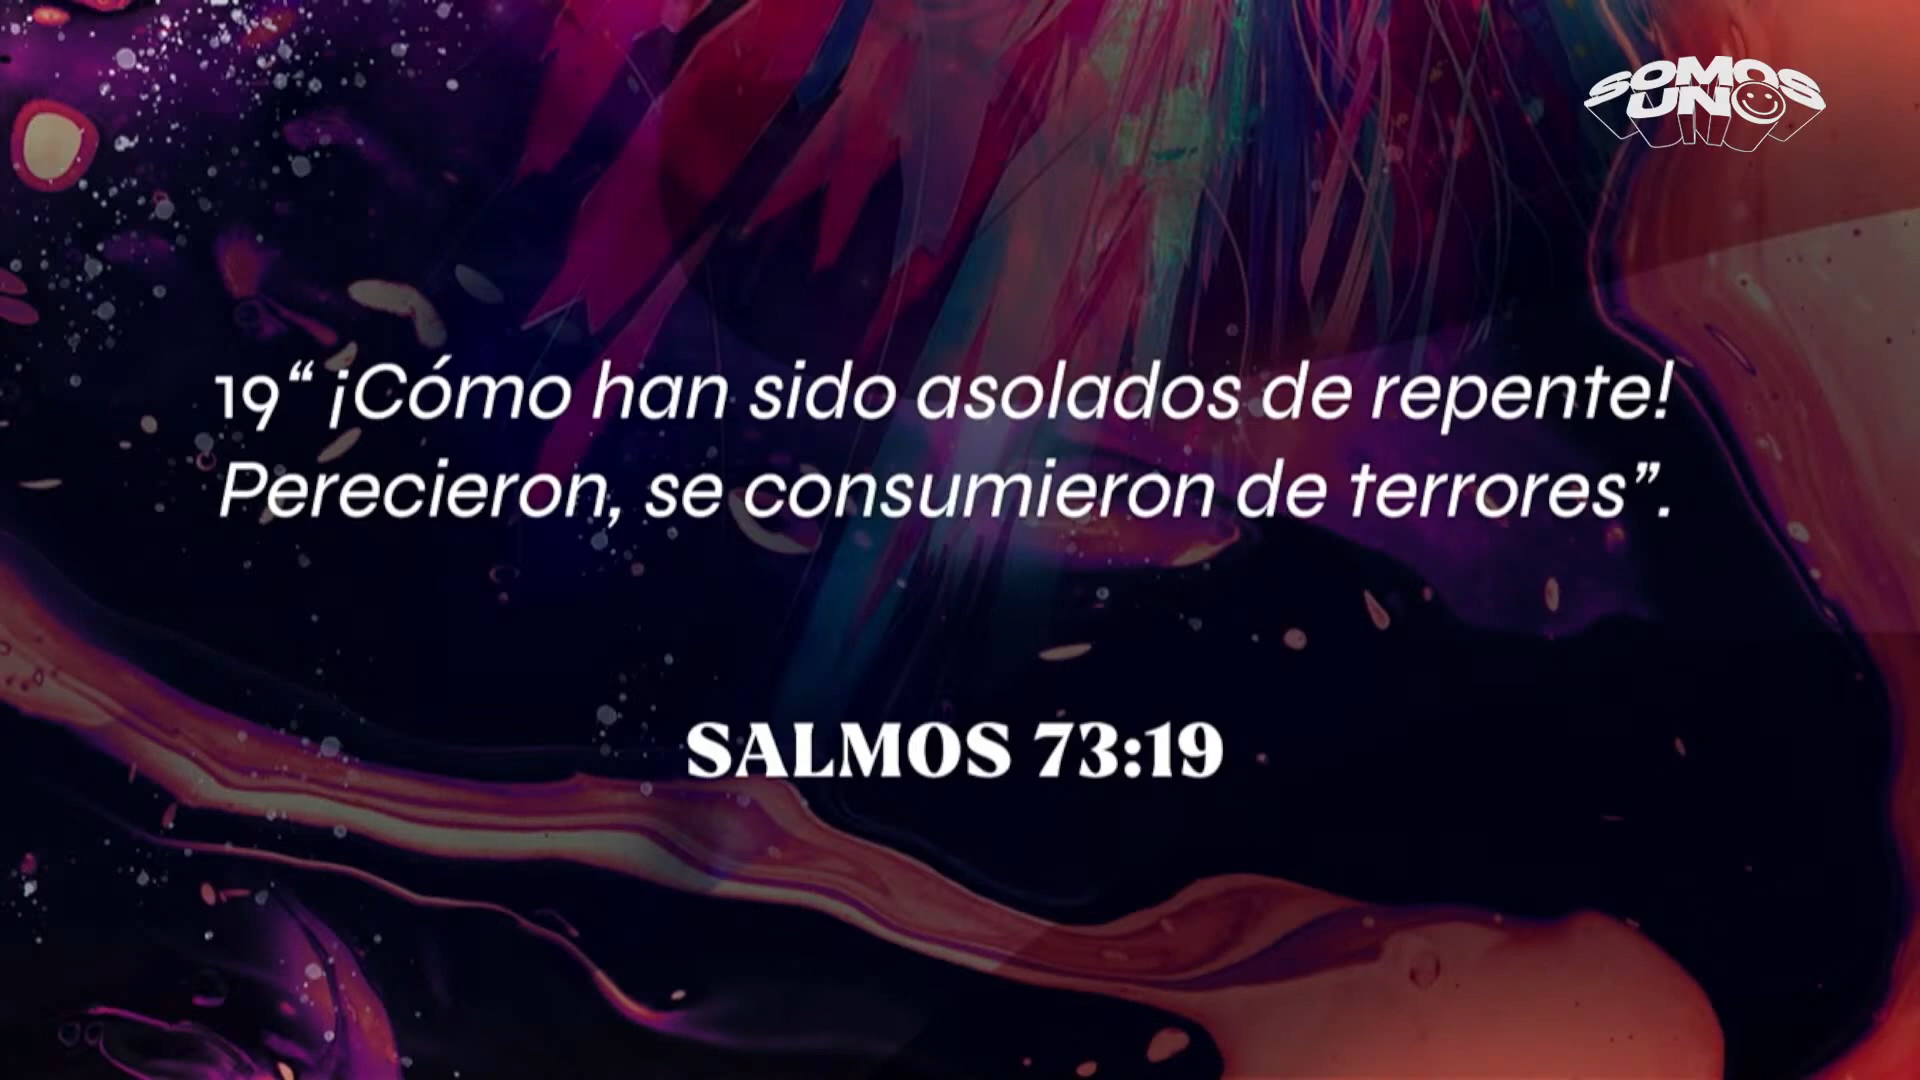 SOMOS
UNO
19“ ¡Cómo han sido asolados de repente!
Perecieron, se consumieron de terrores”.
SALMOS 73:19